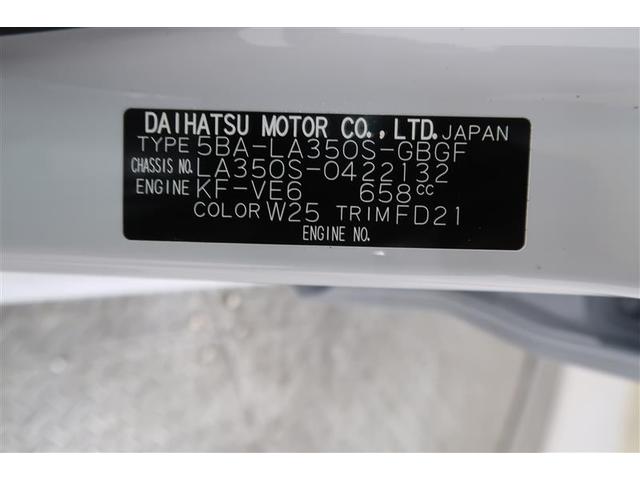 DAIHATSU MOTOR CO.,LTD. JAPAN
TYPE 5BA-LA350S-GBGF
CHASSIS NO. LA350S-0422132
ENGINE KF-VE6 658cc
COLOR W25 TRIM FD21
ENGINE NO.